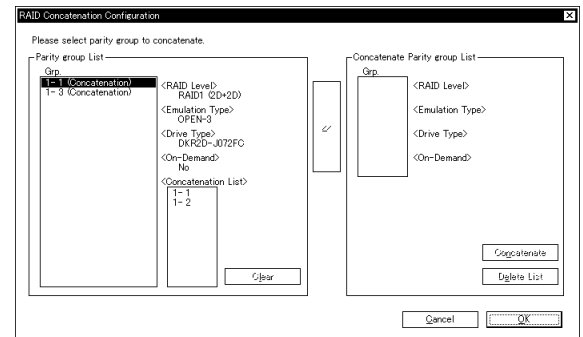 RAID Concatenation Configuration
Please select parity group to concatenate.
Parity group List
Grp.
1- 1 (Concatenation)
1- 3 (Concatenation)
<RAID Level>
RAID1 (2D+2D)
<Emulation Type>
OPEN-3
<Drive Type>
DKR2D-J072FC
<On-Demand>
No
<Concatenation List>
1- 1
1- 2
Clear
Concatenate Parity group List
Grp.
<RAID Level>
<Emulation Type>
<Drive Type>
<On-Demand>
Concatenate
Delete List
Cancel
OK